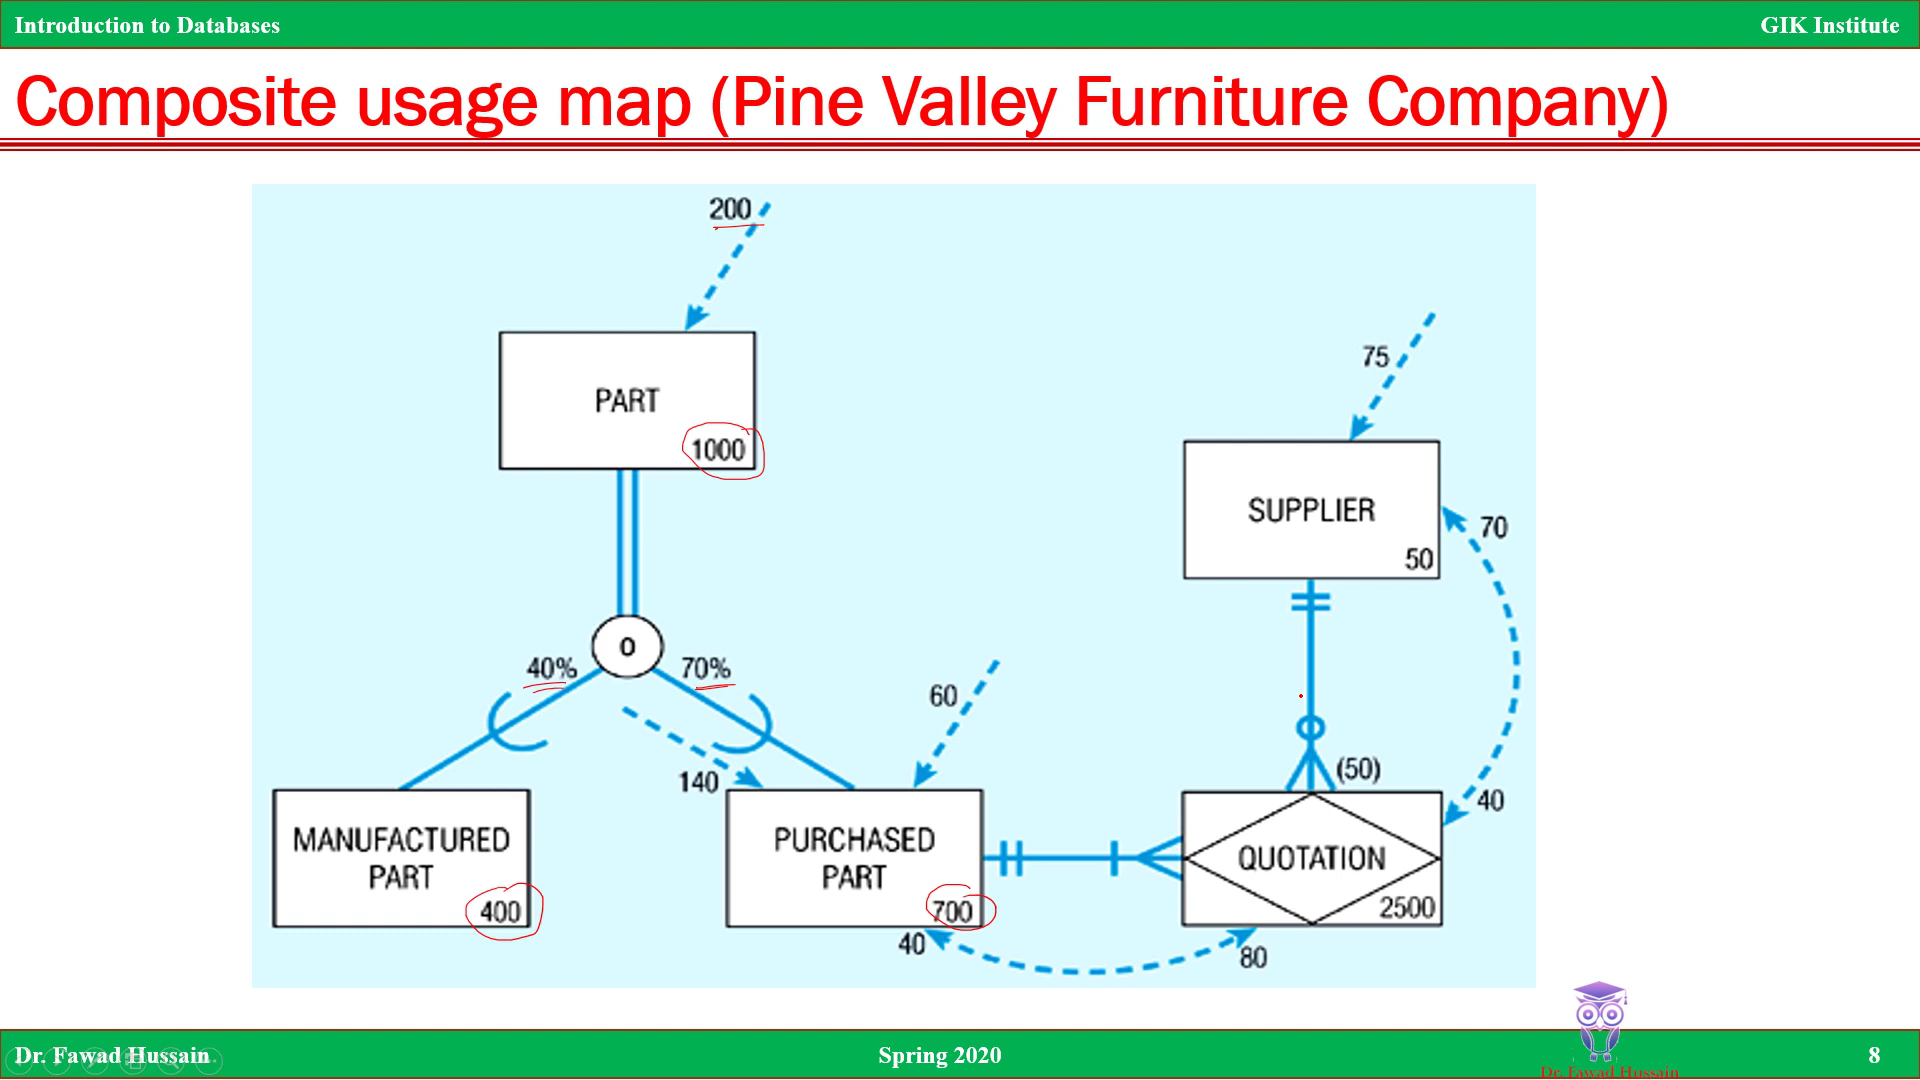 Introduction to Databases
GIK Institute
Composite usage map (Pine Valley Furniture Company)
200
PART
1000
75
SUPPLIER
50
70
O
40%
70%
60
140
(50)
40
MANUFACTURED
PART
400
PURCHASED
PART
700
QUOTATION
2500
40
80
Dr. Fawad Hussain
Spring 2020
Dr. Fawad Hussain
8